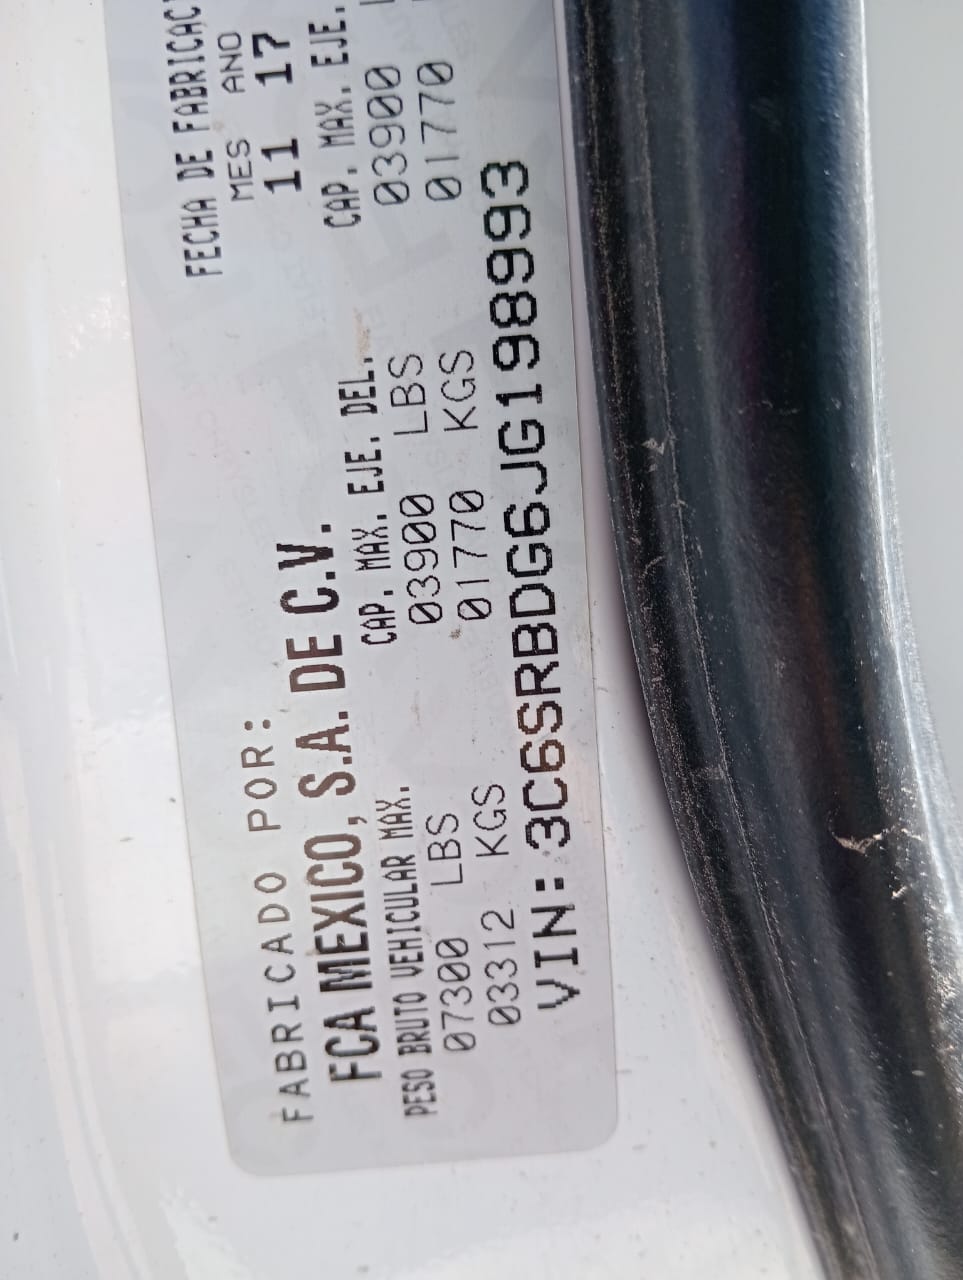 FABRICADO POR:
FECHA DE FABRICAC
FCA MEXICO, S.A. DE C.V.
MES ANO
11 17
PESO BRUTO VEHICULAR MAX.
CAP. MAX. EJE. DEL.
CAP. MAX. EJE.
07300 LBS
03900 LBS
03900
03312 KGS
01770 KGS
01770
VIN: 3C6SRBDG6JG198993